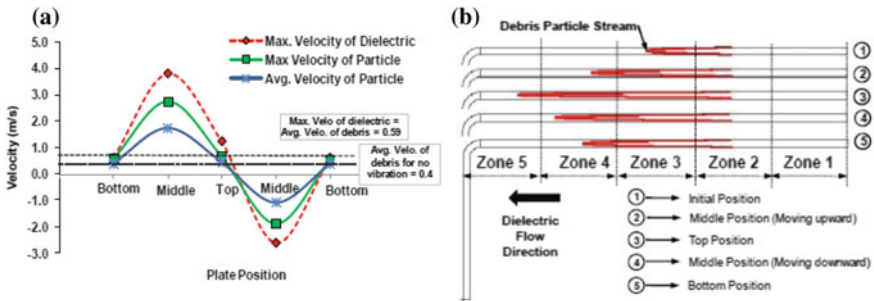 (a)
Max. Velocity of Dielectric
Max Velocity of Particle
Avg. Velocity of Particle
Velocity (m/s)
5.0
4.0
3.0
2.0
1.0
0.0
-1.0
-2.0
-3.0
Bottom
Middle
Top
Middle
Bottom
Max. Velo of dielectric =
Avg. Velo. of debris = 0.59
Avg. Velo. of
debris for no
vibration = 0.4
Plate Position
(b)
Debris Particle Stream
1
2
3
4
5
Zone 5
Zone 4
Zone 3
Zone 2
Zone 1
Dielectric
Flow
Direction
1 Initial Position
2 Middle Position (Moving upward)
3 Top Position
4 Middle Position (Moving downward)
5 Bottom Position